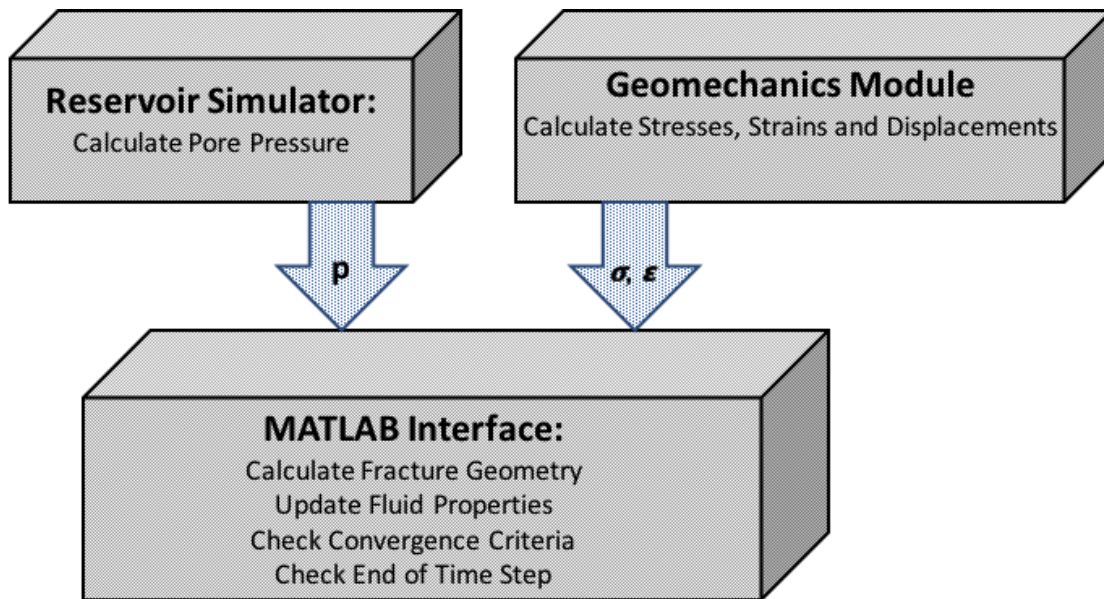 Reservoir Simulator:
Calculate Pore Pressure
Geomechanics Module
Calculate Stresses, Strains and Displacements
p
σ, ε
MATLAB Interface:
Calculate Fracture Geometry
Update Fluid Properties
Check Convergence Criteria
Check End of Time Step